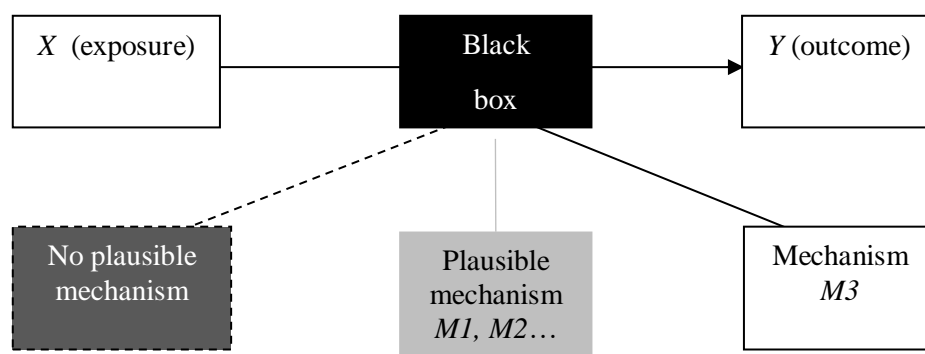 X (exposure)
Black
box
Y (outcome)
No plausible
mechanism
Plausible
mechanism
M1, M2…
Mechanism
M3